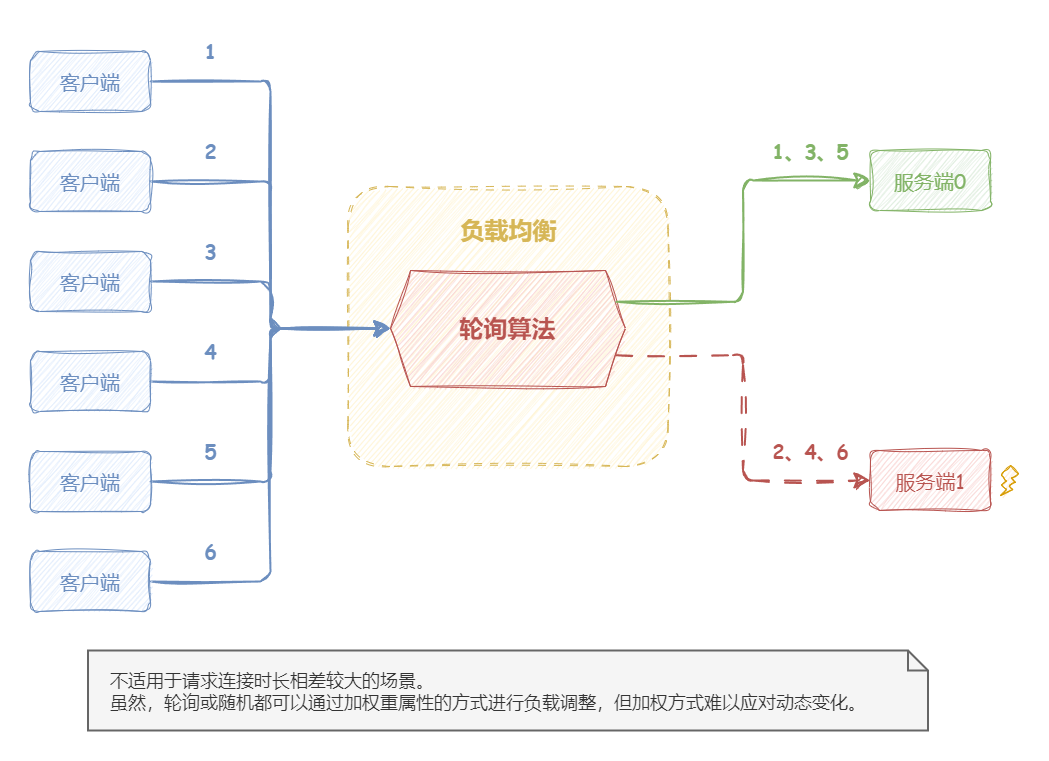 1
客户端
2
客户端
1、3、5
服务端0
负载均衡
3
客户端
轮询算法
4
客户端
5
2、4、6
客户端
服务端1
6
客户端
不适用于请求连接时长相差较大的场景。
虽然，轮询或随机都可以通过加权重属性的方式进行负载调整，但加权方式难以应对动态变化。